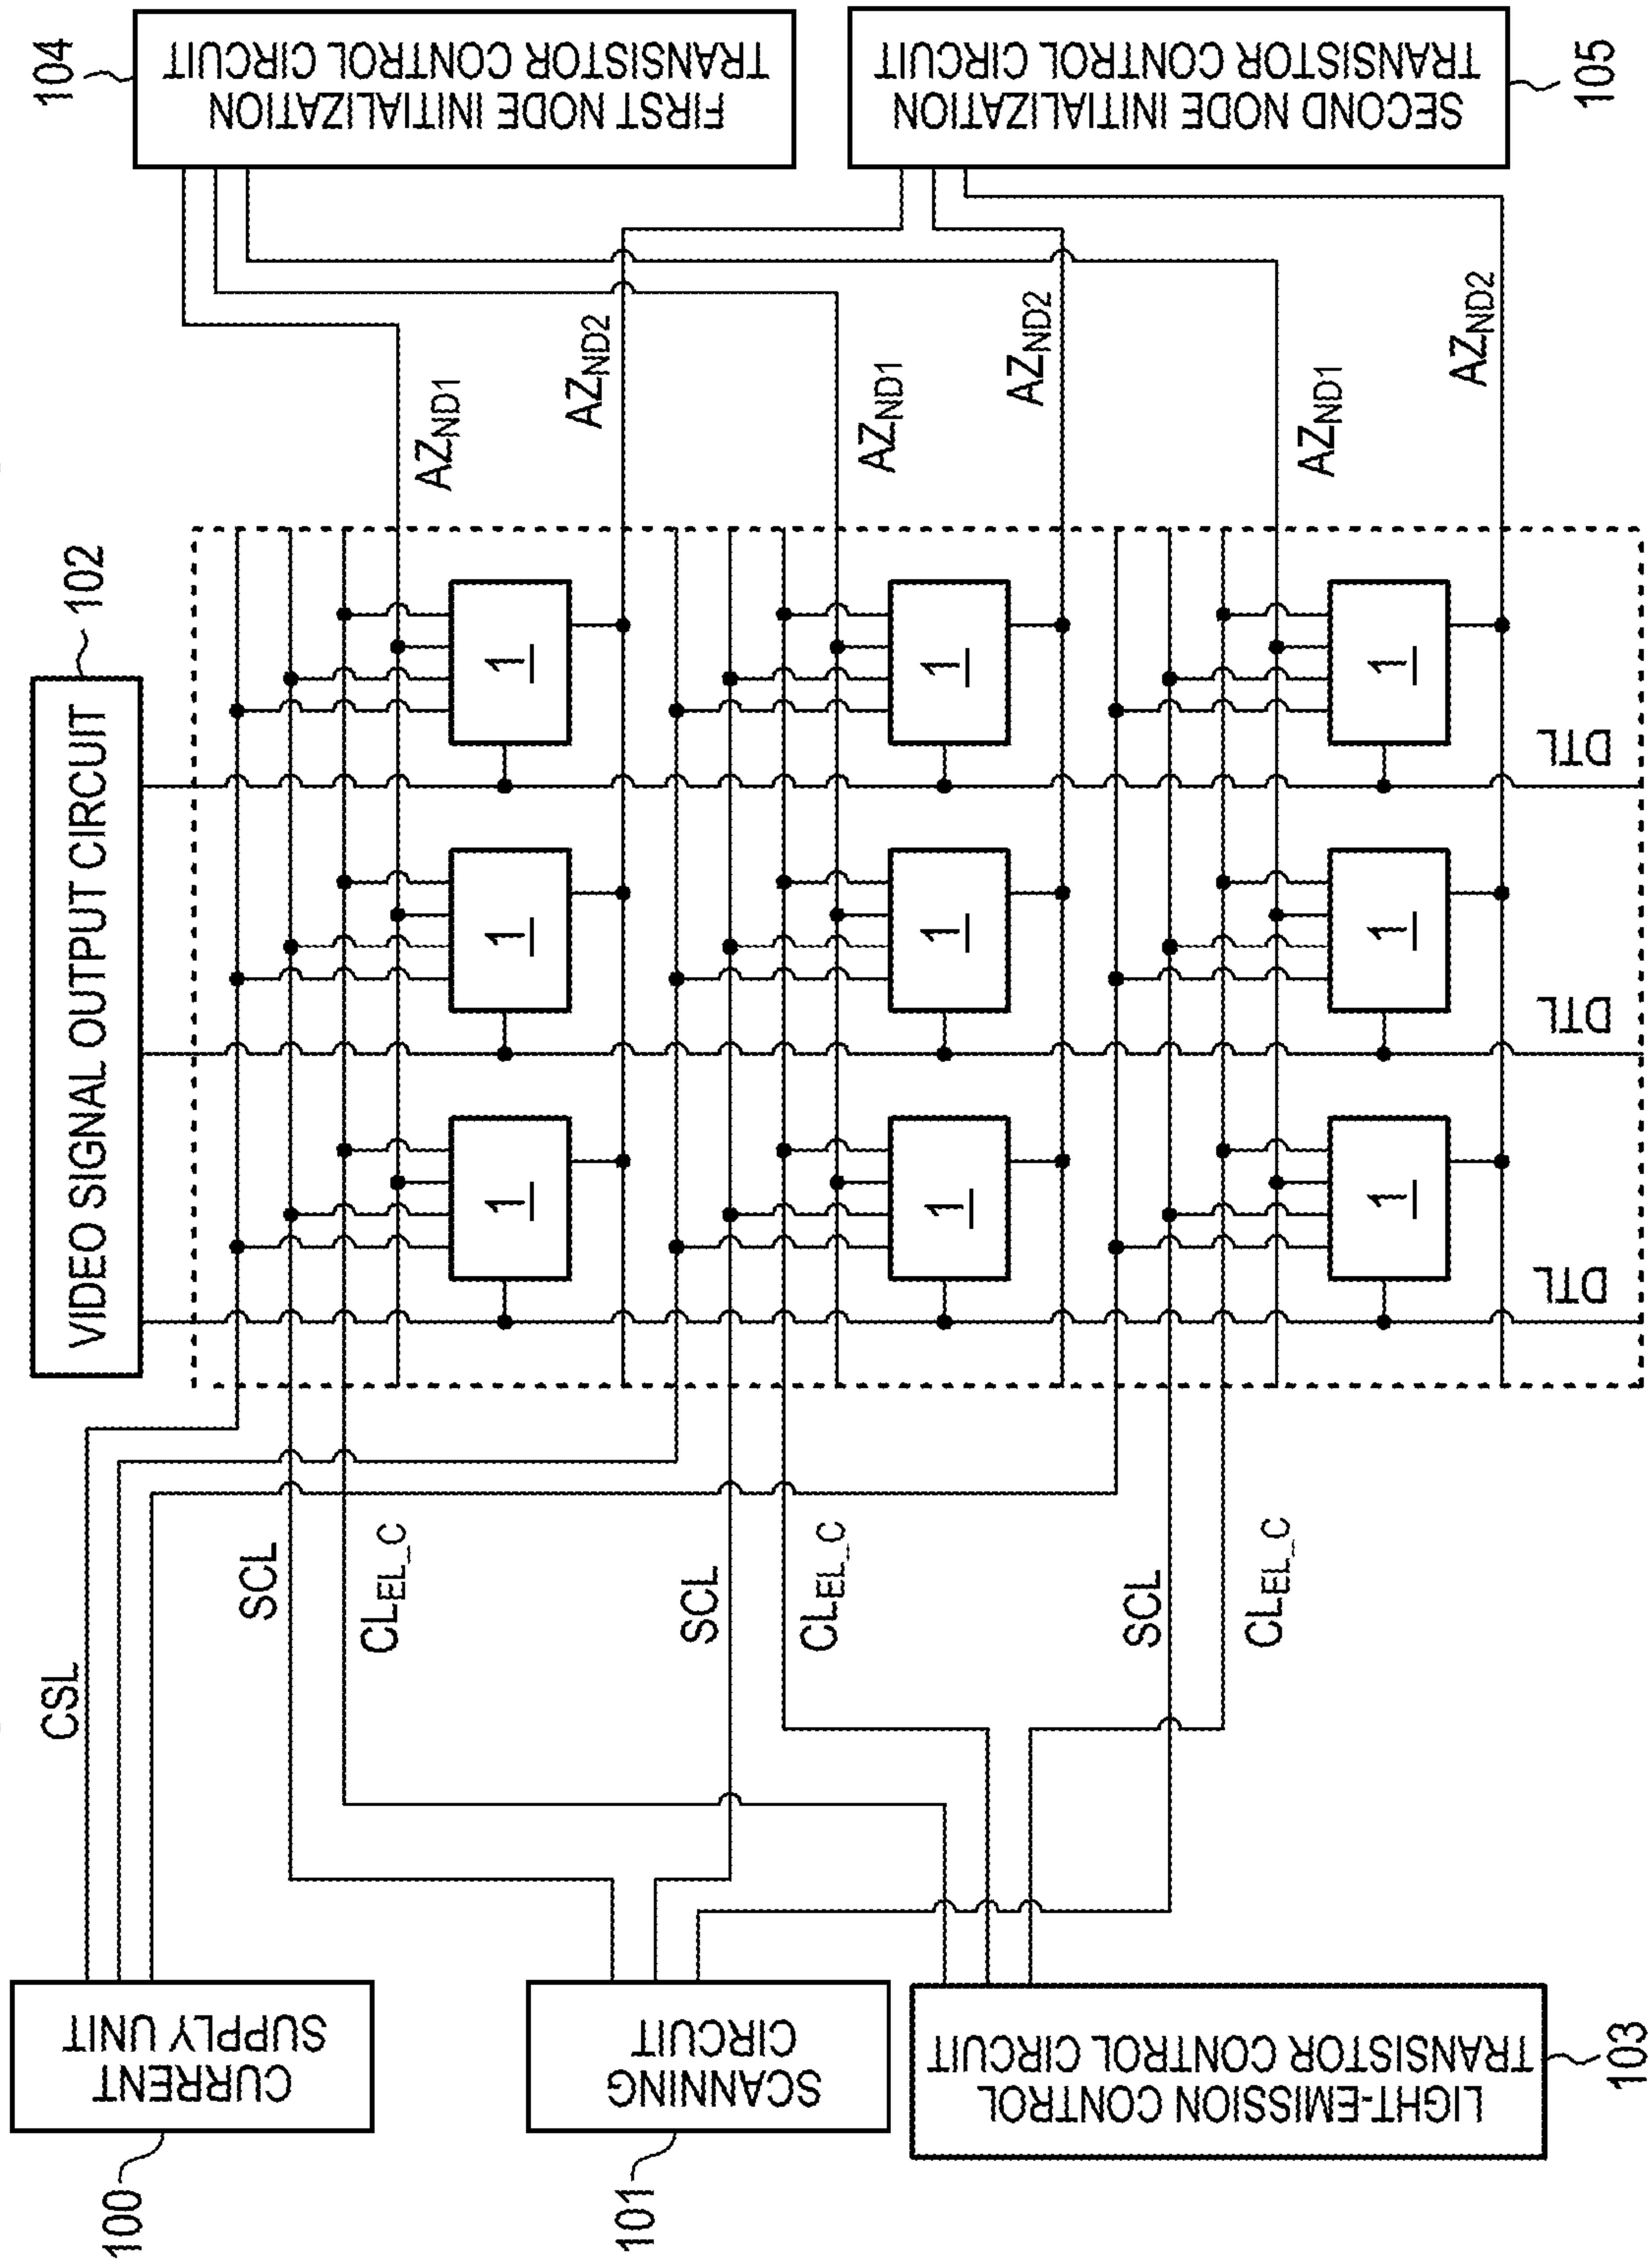 100
CURRENT
SUPPLY UNIT
101
SCANNING
CIRCUIT
103
LIGHT-EMISSION CONTROL
TRANSISTOR CONTROL CIRCUIT
CSL
SCL
CLEL_C
SCL
CLEL_C
SCL
CLEL_C
VIDEO SIGNAL OUTPUT CIRCUIT
102
1
1
1
1
1
1
1
1
1
DTL
DTL
DTL
AZND1
AZND2
AZND1
AZND2
AZND1
AZND2
104
FIRST NODE INITIALIZATION
TRANSISTOR CONTROL CIRCUIT
105
SECOND NODE INITIALIZATION
TRANSISTOR CONTROL CIRCUIT